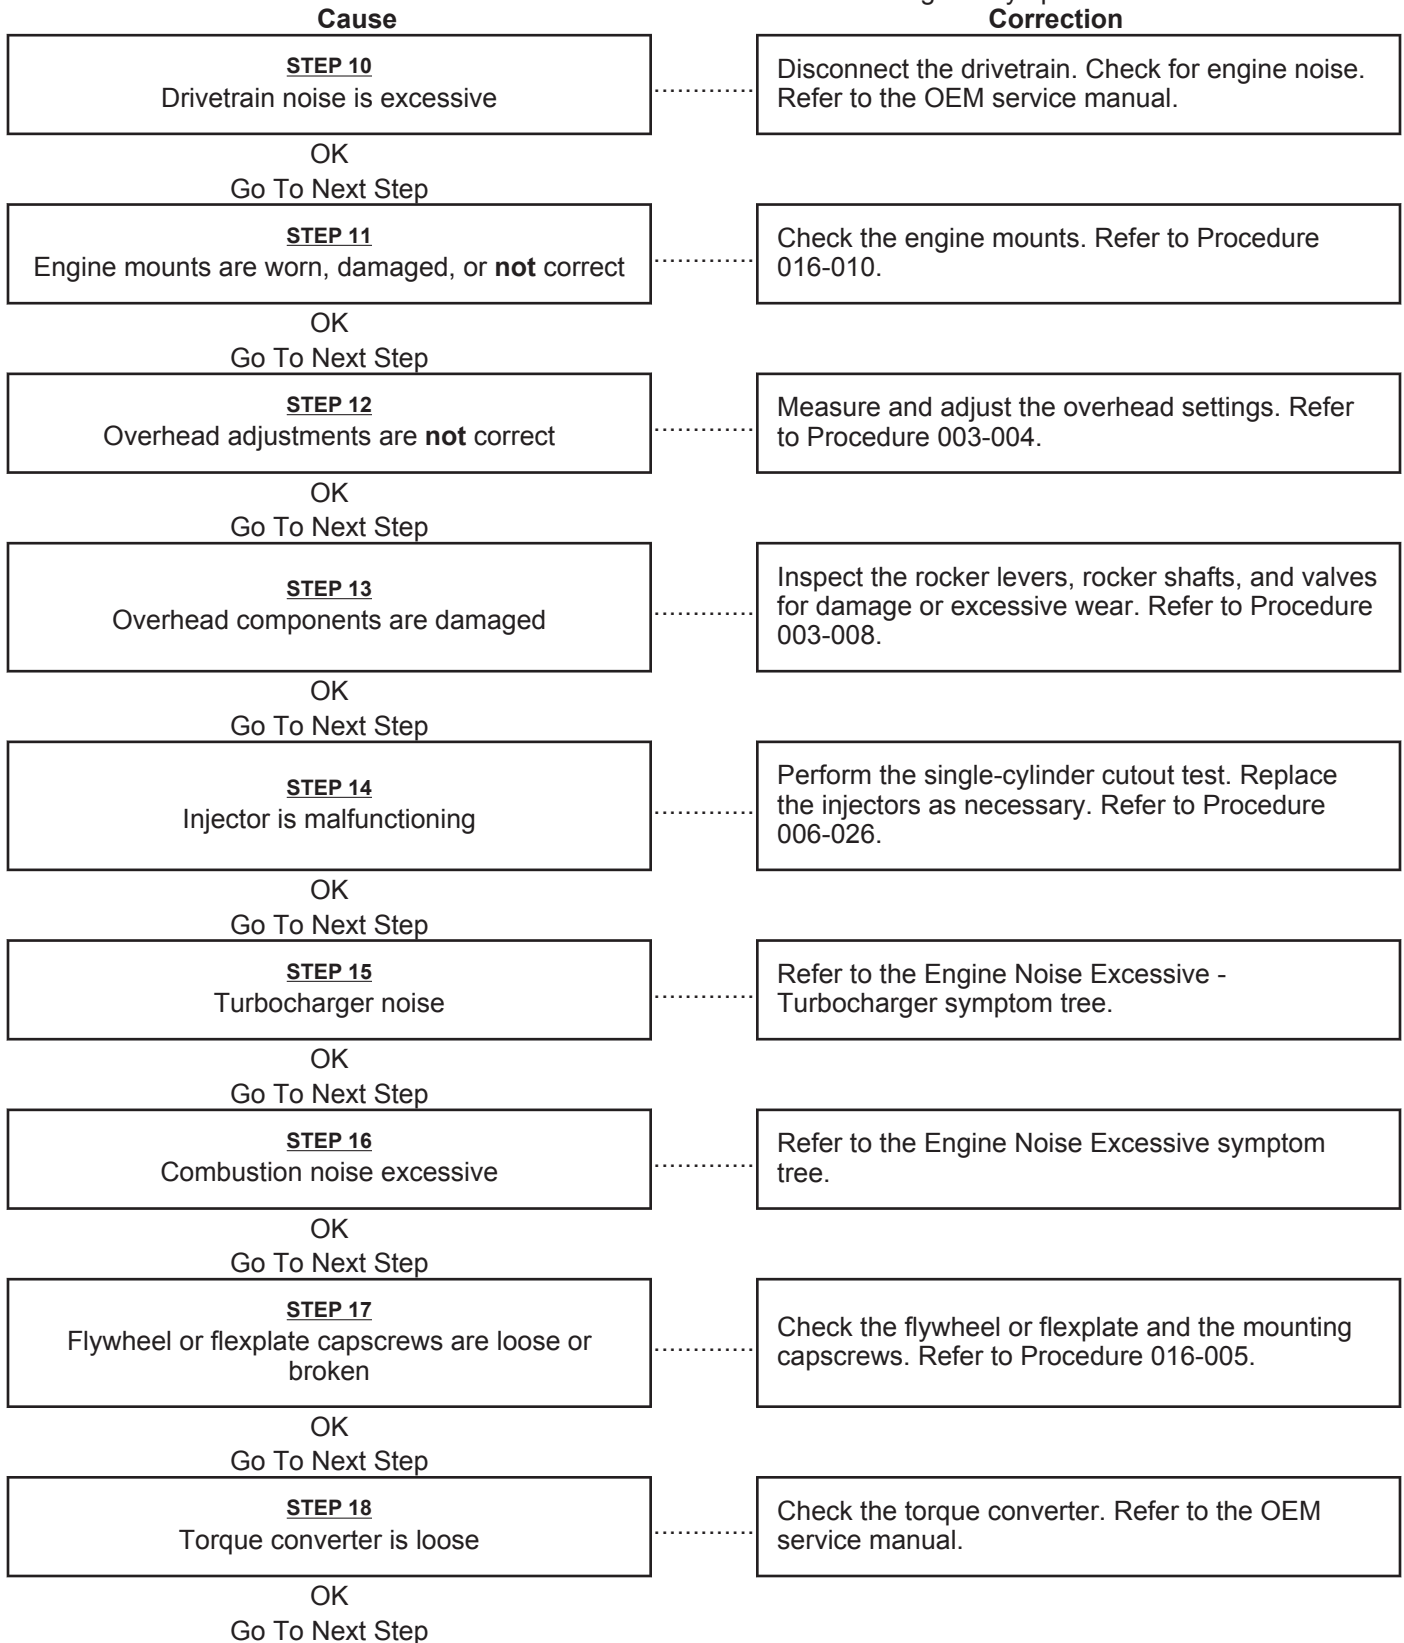 Cause
Correction
STEP 10
Drivetrain noise is excessive
.............
Disconnect the drivetrain. Check for engine noise.
Refer to the OEM service manual.
OK
Go To Next Step
STEP 11
Engine mounts are worn, damaged, or not correct
.............
Check the engine mounts. Refer to Procedure
016-010.
OK
Go To Next Step
STEP 12
Overhead adjustments are not correct
.............
Measure and adjust the overhead settings. Refer
to Procedure 003-004.
OK
Go To Next Step
STEP 13
Overhead components are damaged
.............
Inspect the rocker levers, rocker shafts, and valves
for damage or excessive wear. Refer to Procedure
003-008.
OK
Go To Next Step
STEP 14
Injector is malfunctioning
.............
Perform the single-cylinder cutout test. Replace
the injectors as necessary. Refer to Procedure
006-026.
OK
Go To Next Step
STEP 15
Turbocharger noise
.............
Refer to the Engine Noise Excessive -
Turbocharger symptom tree.
OK
Go To Next Step
STEP 16
Combustion noise excessive
.............
Refer to the Engine Noise Excessive symptom
tree.
OK
Go To Next Step
STEP 17
Flywheel or flexplate capscrews are loose or
broken
.............
Check the flywheel or flexplate and the mounting
capscrews. Refer to Procedure 016-005.
OK
Go To Next Step
STEP 18
Torque converter is loose
.............
Check the torque converter. Refer to the OEM
service manual.
OK
Go To Next Step